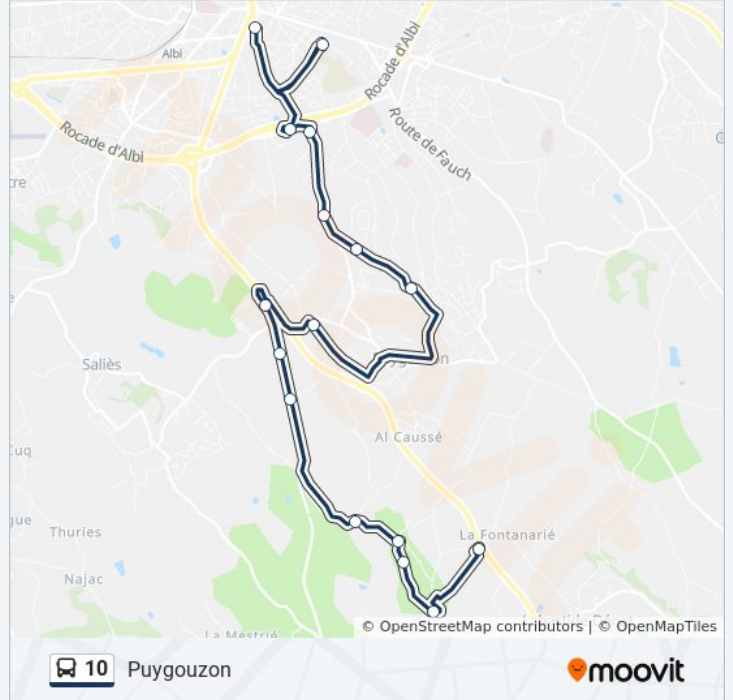 Albi
Rocade d'Albi
Route de Fauch
Rocade d'Albi
Saliès
Al Caussé
La Fontanarié
Thuries
Najac
La Mestrié
© OpenStreetMap contributors | © OpenMapTiles
10 Puygouzon
moovit